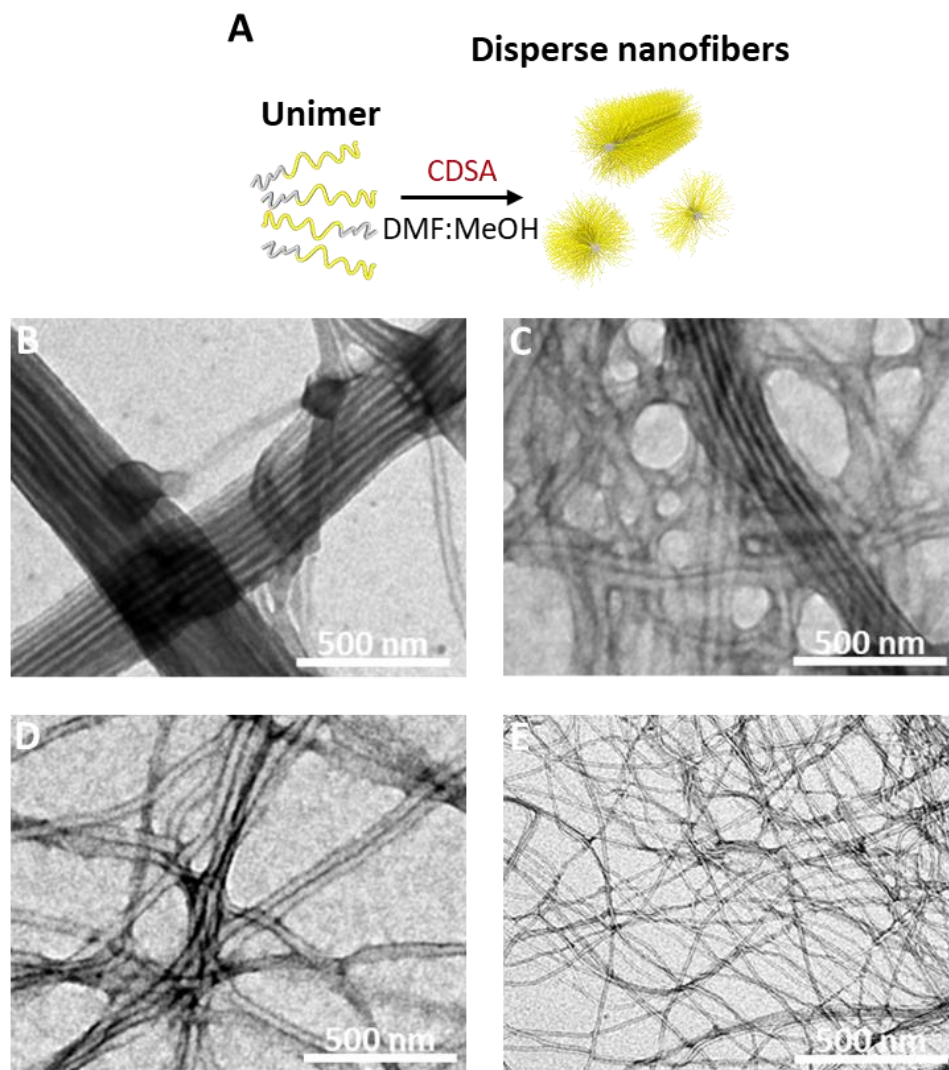 A
Disperse nanofibers
Unimer
CDSA
DMF:MeOH
B
500 nm
C
500 nm
D
500 nm
E
500 nm